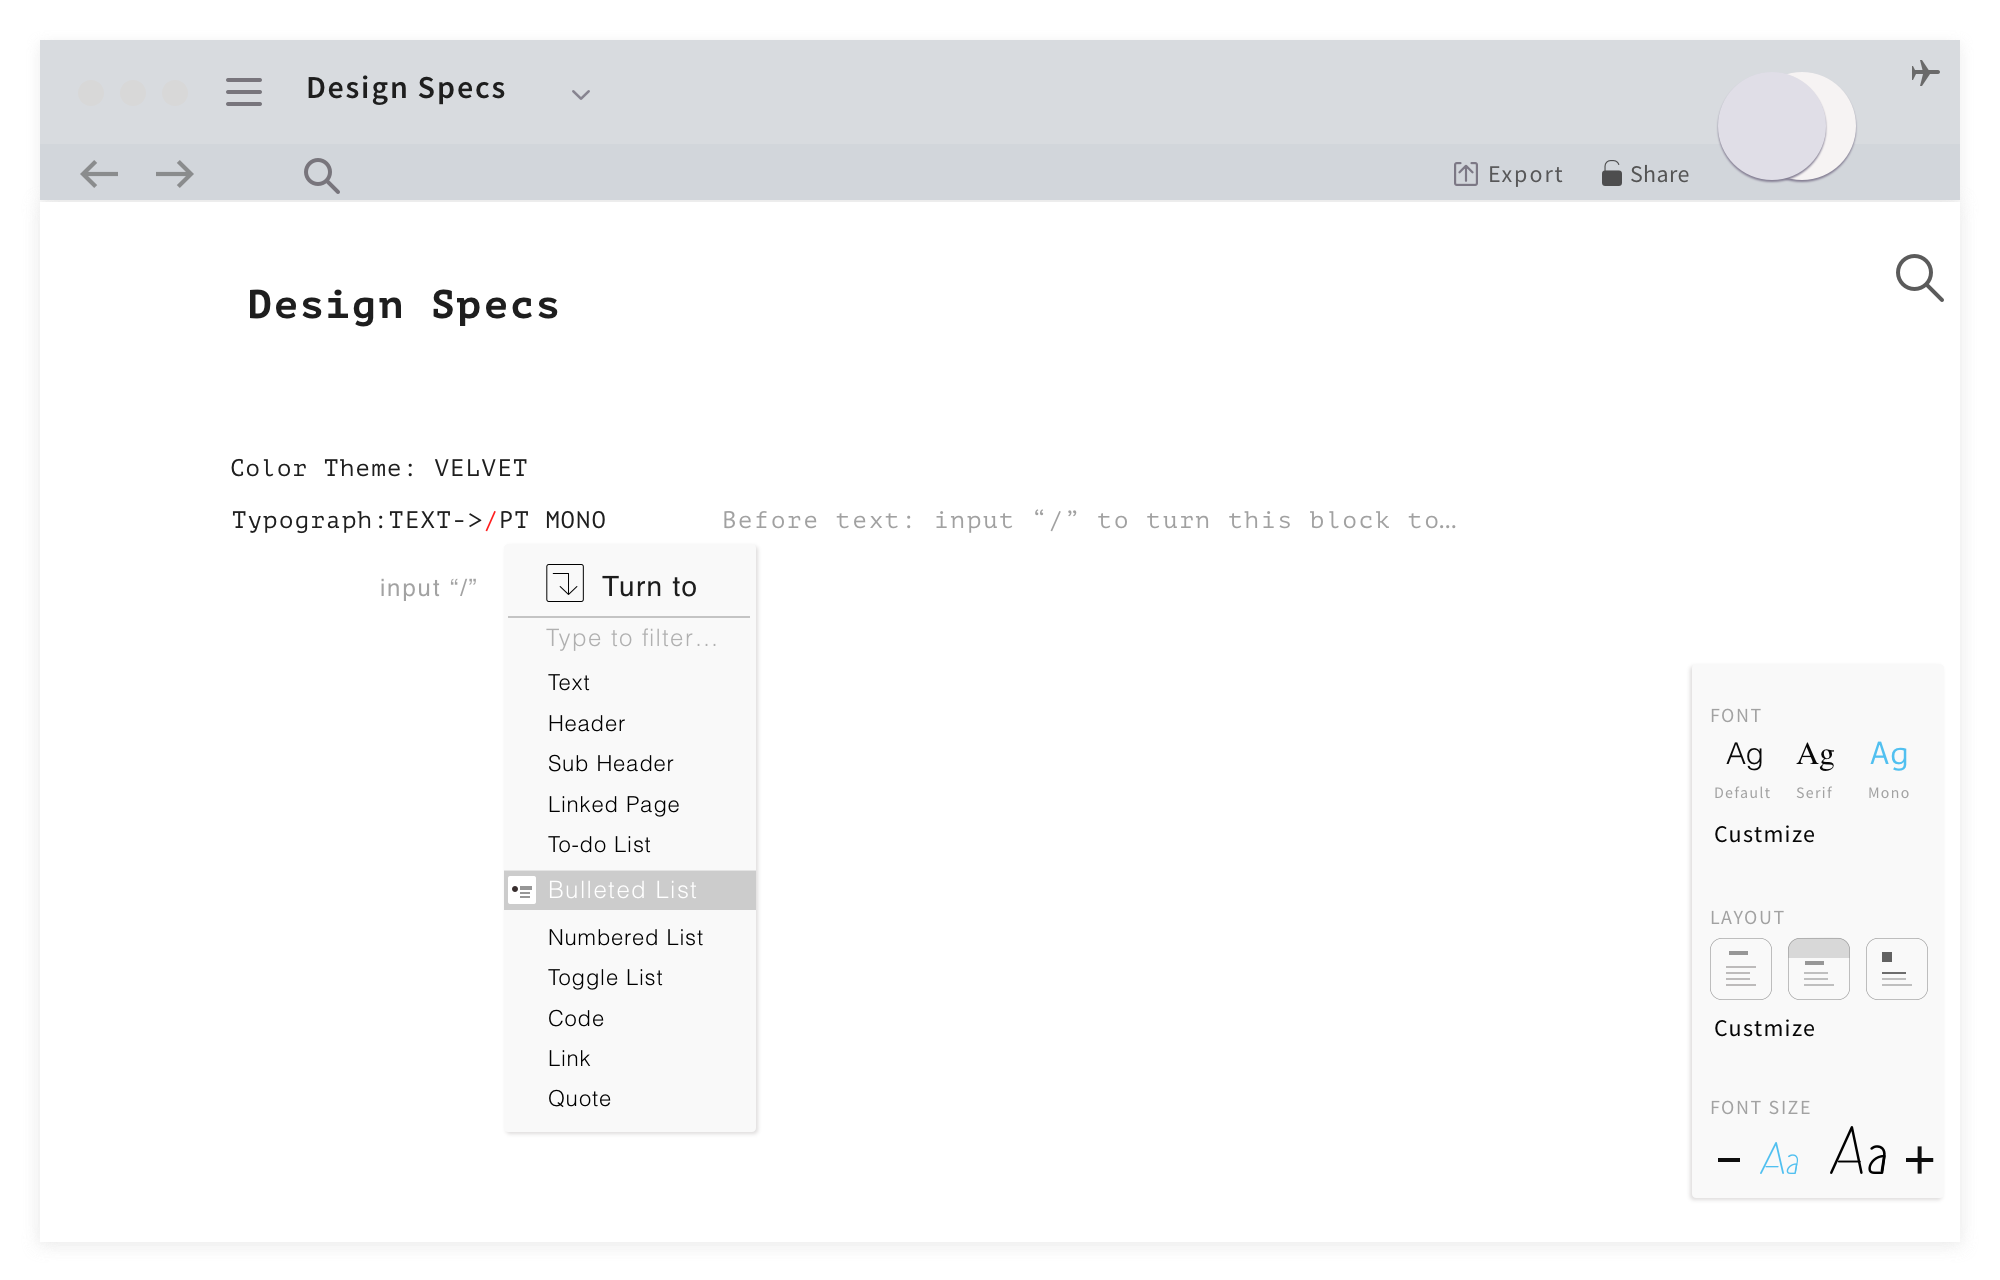 Design Specs
Export
Share
Design Specs
Color Theme: VELVET
Typograph:TEXT->/PT MONO
Before text: input “/” to turn this block to…
input “/”
Turn to
Type to filter...
Text
Header
Sub Header
Linked Page
To-do List
Bulleted List
Numbered List
Toggle List
Code
Link
Quote
FONT
Ag Ag Ag
Default Serif Mono
Custmize
LAYOUT
Custmize
FONT SIZE
– Aa Aa +